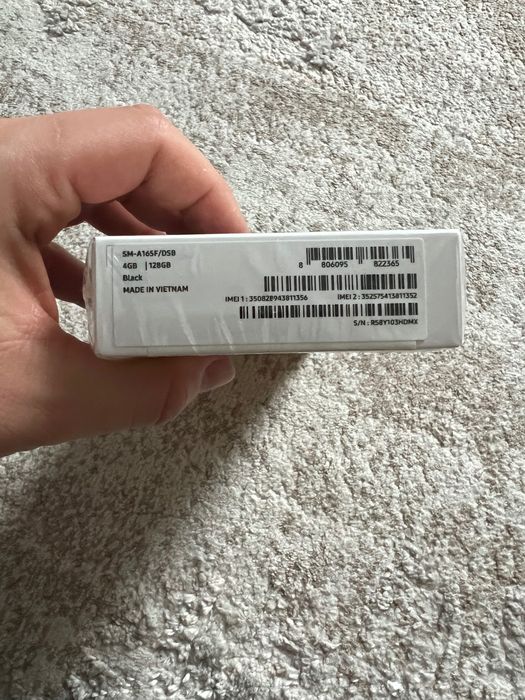 SM-A165F/DSB
4GB | 128GB
Black
MADE IN VIETNAM
8 806095 822365
IMEI 1 : 350828943811356 IMEI 2 : 352575413811352
S/N : R58Y103HDMX